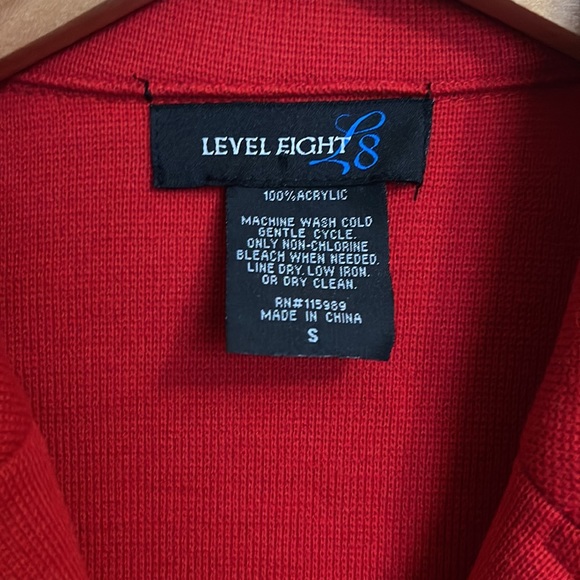 LEVEL EIGHT L8
100% ACRYLIC
MACHINE WASH COLD
GENTLE CYCLE.
ONLY NON-CHLORINE
BLEACH WHEN NEEDED.
LINE DRY, LOW IRON.
OR DRY CLEAN.
RN#115989
MADE IN CHINA
S